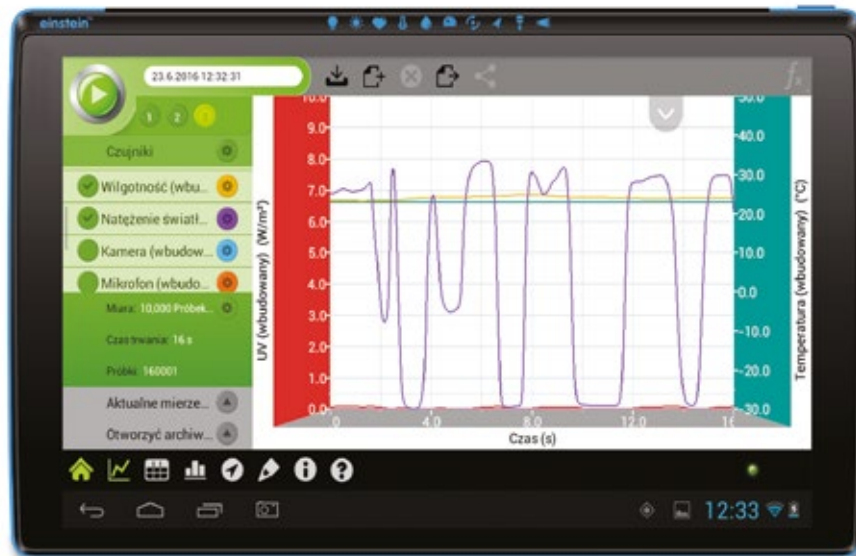 einstein™
23.6.2016 12:32:31
1 2 3
Czujniki
Wilgotność (wbu...
Natężenie światł...
Kamera (wbudow...
Mikrofon (wbudo...
Miara: 10,000 Próbek...
Czas trwania: 16 s
Próbki: 160001
Aktualne mierze...
Otworzyć archiw...
UV (wbudowany) (W/m²)
10.0
9.0
8.0
7.0
6.0
5.0
4.0
3.0
2.0
1.0
0.0
0 4.0 8.0 12.0 16
Czas (s)
50.0
40.0
30.0
20.0
10.0
0.0
-10.0
-20.0
-30.0
Temperatura (wbudowany) (°C)
fx
12:33